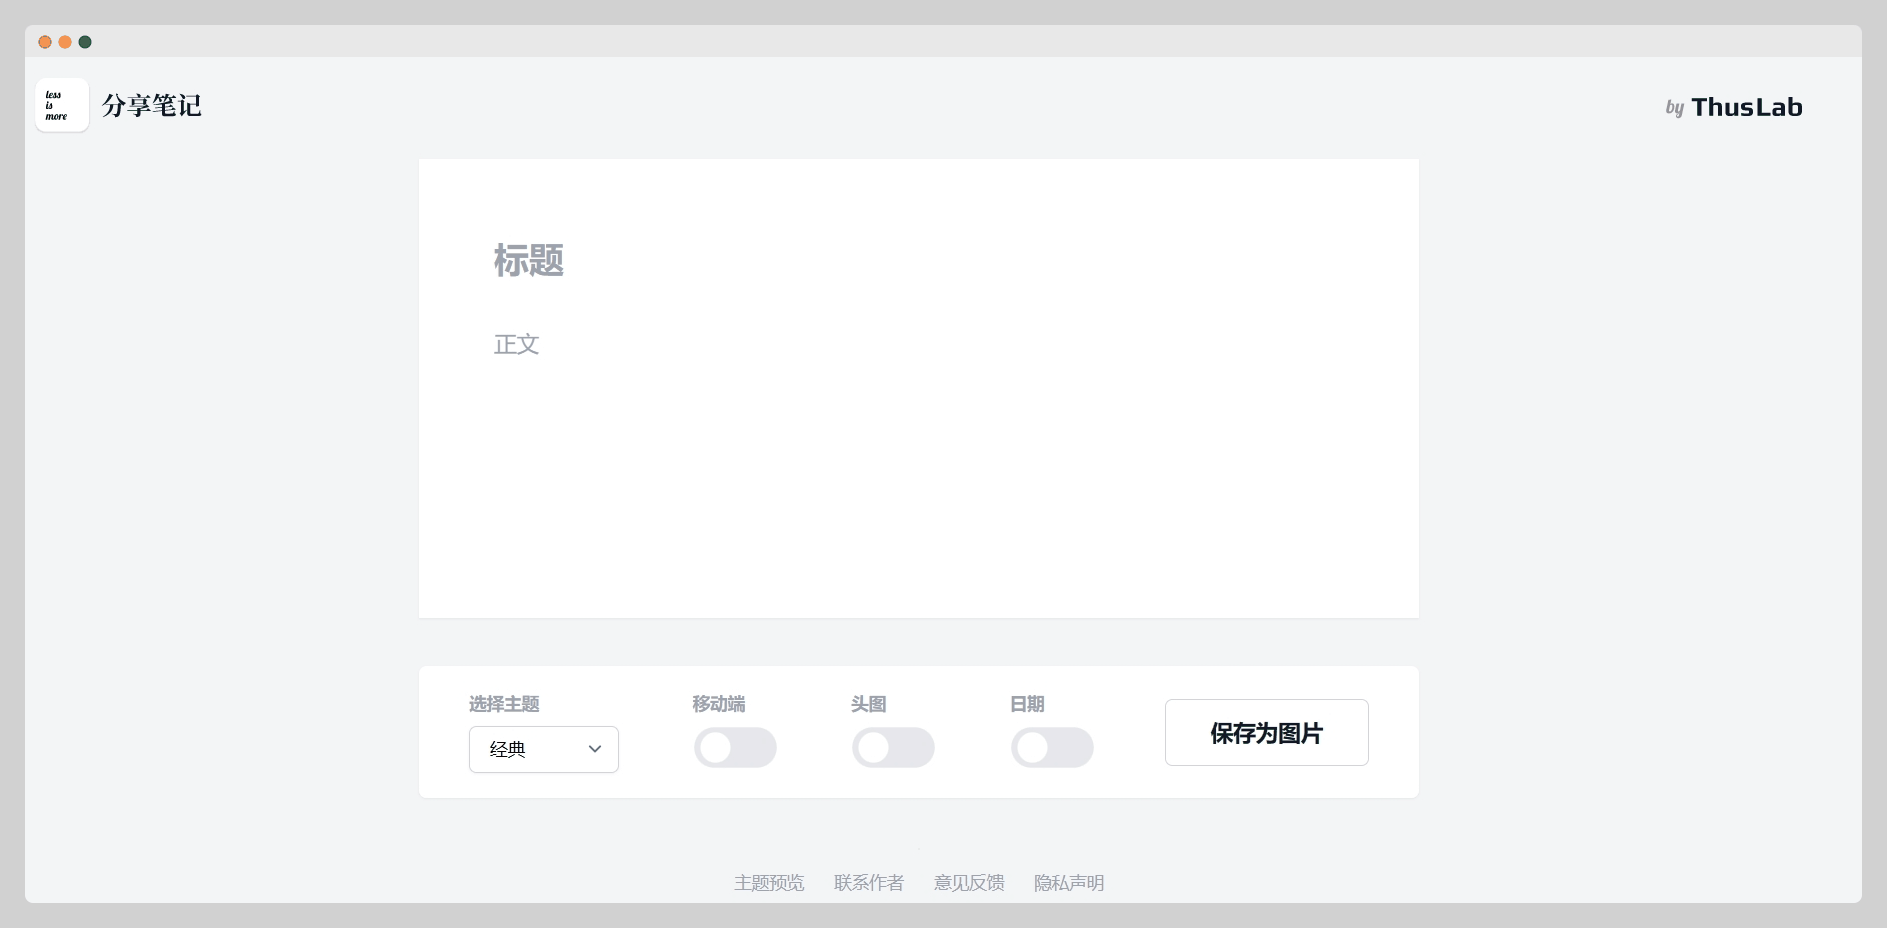 less
is
more
分享笔记
by ThusLab
标题
正文
选择主题
移动端
头图
日期
经典
保存为图片
主题预览 联系作者 意见反馈 隐私声明